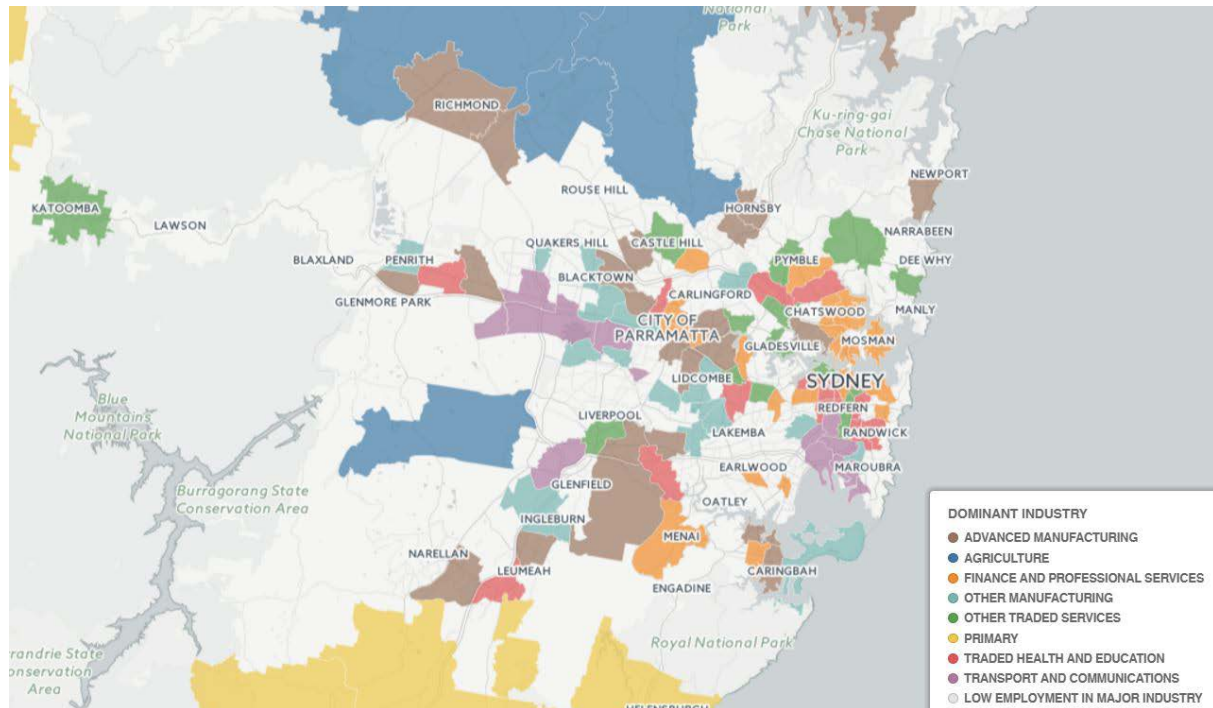 National
Park
RICHMOND
Ku-ring-gai
Chase National
Park
NEWPORT
ROUSE HILL
HORNSBY
KATOOMBA
LAWSON
NARRABEEN
QUAKERS HILL
CASTLE HILL
BLAXLAND
PENRITH
PYMBLE
DEE WHY
BLACKTOWN
GLENMORE PARK
CARLINGFORD
CHATSWOOD
MANLY
CITY OF
PARRAMATTA
GLADESVILLE
MOSMAN
LIDCOMBE
SYDNEY
Blue
Mountains
National Park
REDFERN
LIVERPOOL
LAKEMBA
RANDWICK
EARLWOOD
MAROUBRA
GLENFIELD
Burragorang State
Conservation Area
OATLEY
INGLEBURN
MENAI
NARELLAN
LEUMEAH
CARINGBAH
ENGADINE
Royal National Park
rrandrie State
onservation
Area
HELENSBURGH
DOMINANT INDUSTRY
ADVANCED MANUFACTURING
AGRICULTURE
FINANCE AND PROFESSIONAL SERVICES
OTHER MANUFACTURING
OTHER TRADED SERVICES
PRIMARY
TRADED HEALTH AND EDUCATION
TRANSPORT AND COMMUNICATIONS
LOW EMPLOYMENT IN MAJOR INDUSTRY